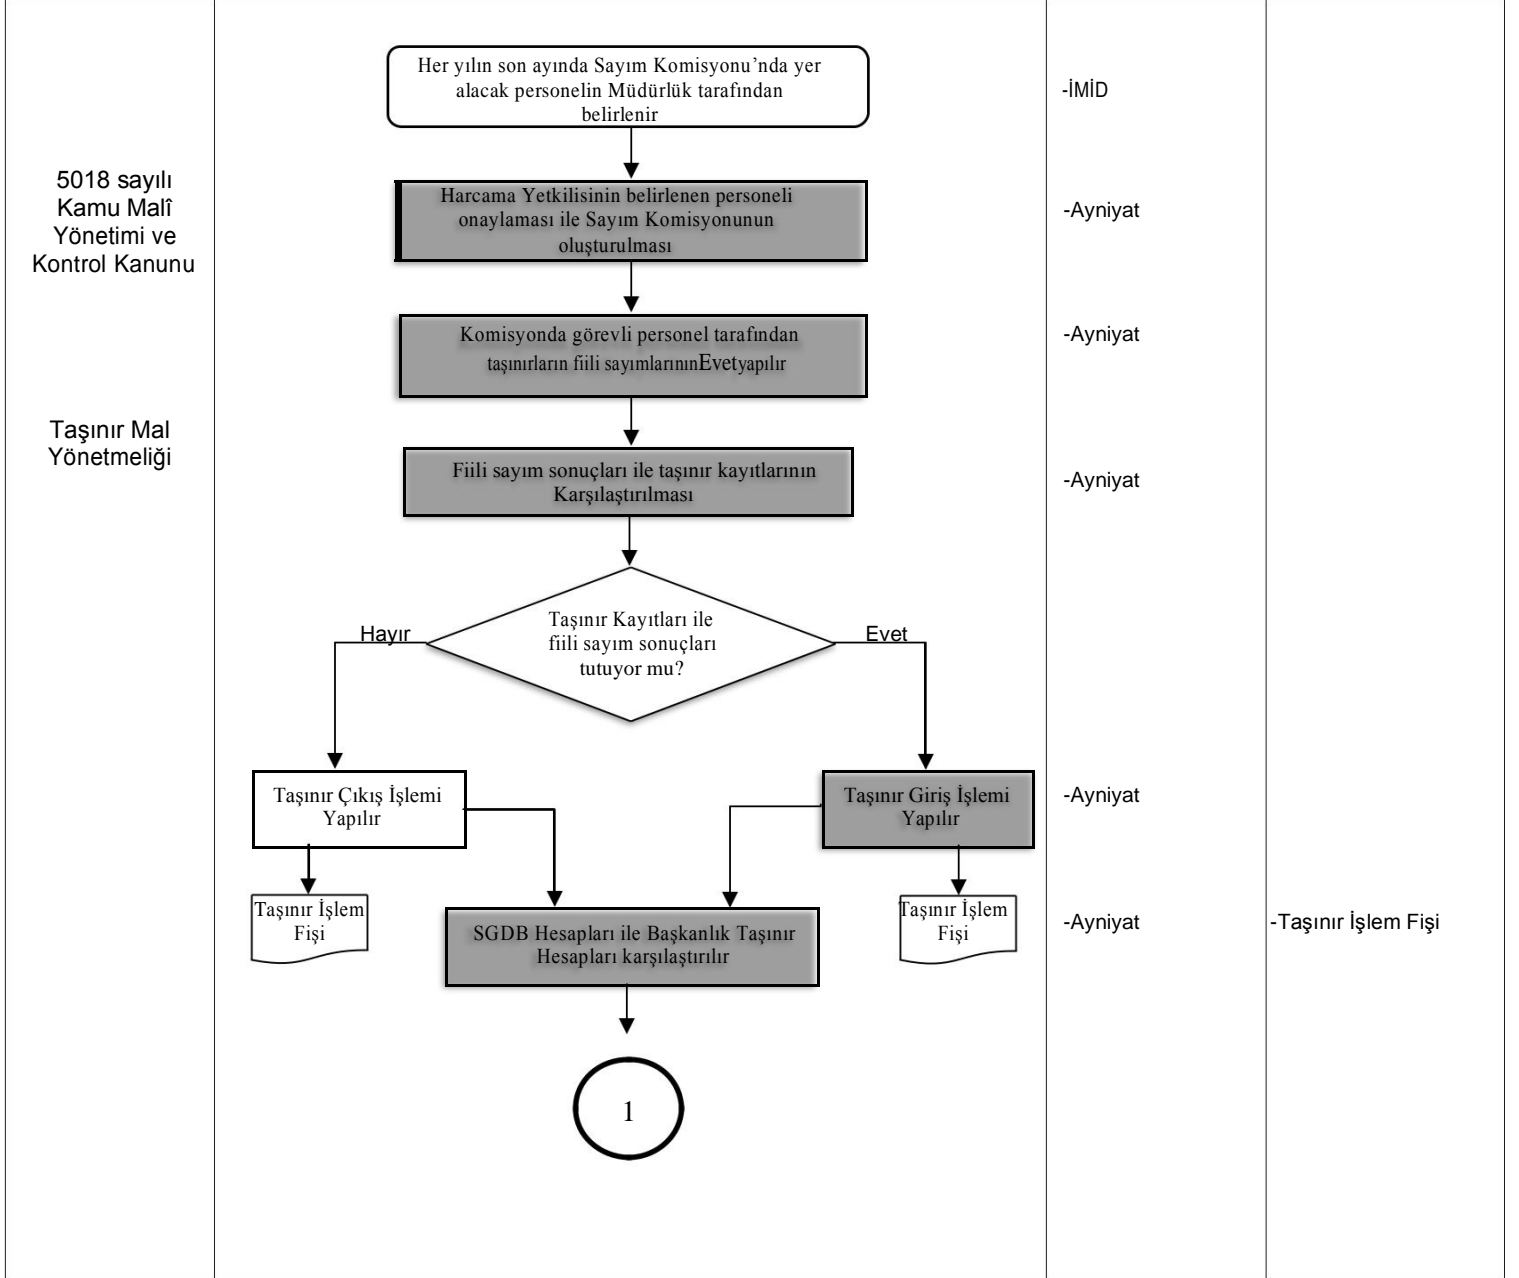 Her yilin son ayında Sayım Komisyonu’nda yer
alacak personelin Müdürlük tarafından
belirlenir
-İMİD
5018 sayılı
Kamu Malî
Yönetimi ve
Kontrol Kanunu
Harcama Yetkilisinin belirlenen personeli
onaylaması ile Sayım Komisyonunun
oluşturulması
-Ayniyat
Komisyonda görevli personel tarafından
taşınırların fiili sayımlarınınEvetyapılır
-Ayniyat
Taşınır Mal
Yönetmeliği
Fiili sayım sonuçları ile taşınır kayıtlarının
Karşılaştırılması
-Ayniyat
Taşınır Kayıtları ile
fiili sayım sonuçları
tutuyor mu?
Hayır
Evet
Taşınır Çıkış İşlemi
Yapılır
Taşınır Giriş İşlemi
Yapılır
-Ayniyat
Taşınır İşlem
Fişi
SGDB Hesapları ile Başkanlık Taşınır
Hesapları karşılaştırılır
Taşınır İşlem
Fişi
-Ayniyat
-Taşınır İşlem Fişi
1